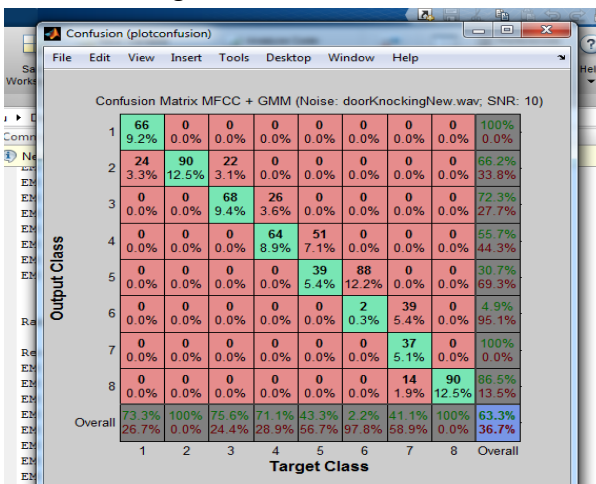 Confusion (plotconfusion)
File Edit View Insert Tools Desktop Window Help
Confusion Matrix MFCC + GMM (Noise: doorKnockingNew.wav; SNR: 10)
1 66 0 0 0 0 0 0 0 100%
9.2% 0.0% 0.0% 0.0% 0.0% 0.0% 0.0% 0.0% 0.0%
2 24 90 22 0 0 0 0 0 66.2%
3.3% 12.5% 3.1% 0.0% 0.0% 0.0% 0.0% 0.0% 33.8%
3 0 0 68 26 0 0 0 0 72.3%
0.0% 0.0% 9.4% 3.6% 0.0% 0.0% 0.0% 0.0% 27.7%
4 0 0 0 64 51 0 0 0 55.7%
0.0% 0.0% 0.0% 8.9% 7.1% 0.0% 0.0% 0.0% 44.3%
5 0 0 0 0 39 88 0 0 30.7%
0.0% 0.0% 0.0% 0.0% 5.4% 12.2% 0.0% 0.0% 69.3%
6 0 0 0 0 0 2 39 0 4.9%
0.0% 0.0% 0.0% 0.0% 0.0% 0.3% 5.4% 0.0% 95.1%
7 0 0 0 0 0 0 37 0 100%
0.0% 0.0% 0.0% 0.0% 0.0% 0.0% 5.1% 0.0% 0.0%
8 0 0 0 0 0 0 14 90 86.5%
0.0% 0.0% 0.0% 0.0% 0.0% 0.0% 1.9% 12.5% 13.5%
Overall 73.3% 100% 75.6% 71.1% 43.3% 2.2% 41.1% 100% 63.3%
26.7% 0.0% 24.4% 28.9% 56.7% 97.8% 58.9% 0.0% 36.7%
1 2 3 4 5 6 7 8 Overall
Target Class
Output Class